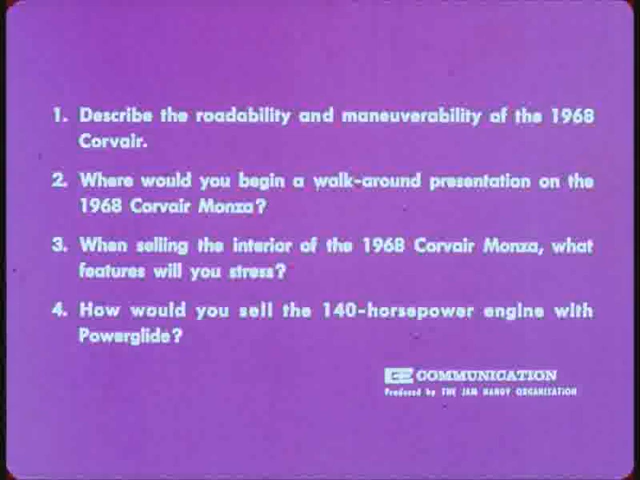 1. Describe the roadability and maneuverability of the 1968
Corvair.
2. Where would you begin a walk-around presentation on the
1968 Corvair Monza?
3. When selling the interior of the 1968 Corvair Monza, what
features will you stress?
4. How would you sell the 140-horsepower engine with
Powerglide?
COMMUNICATION
Produced by THE JAM HANDY ORGANIZATION